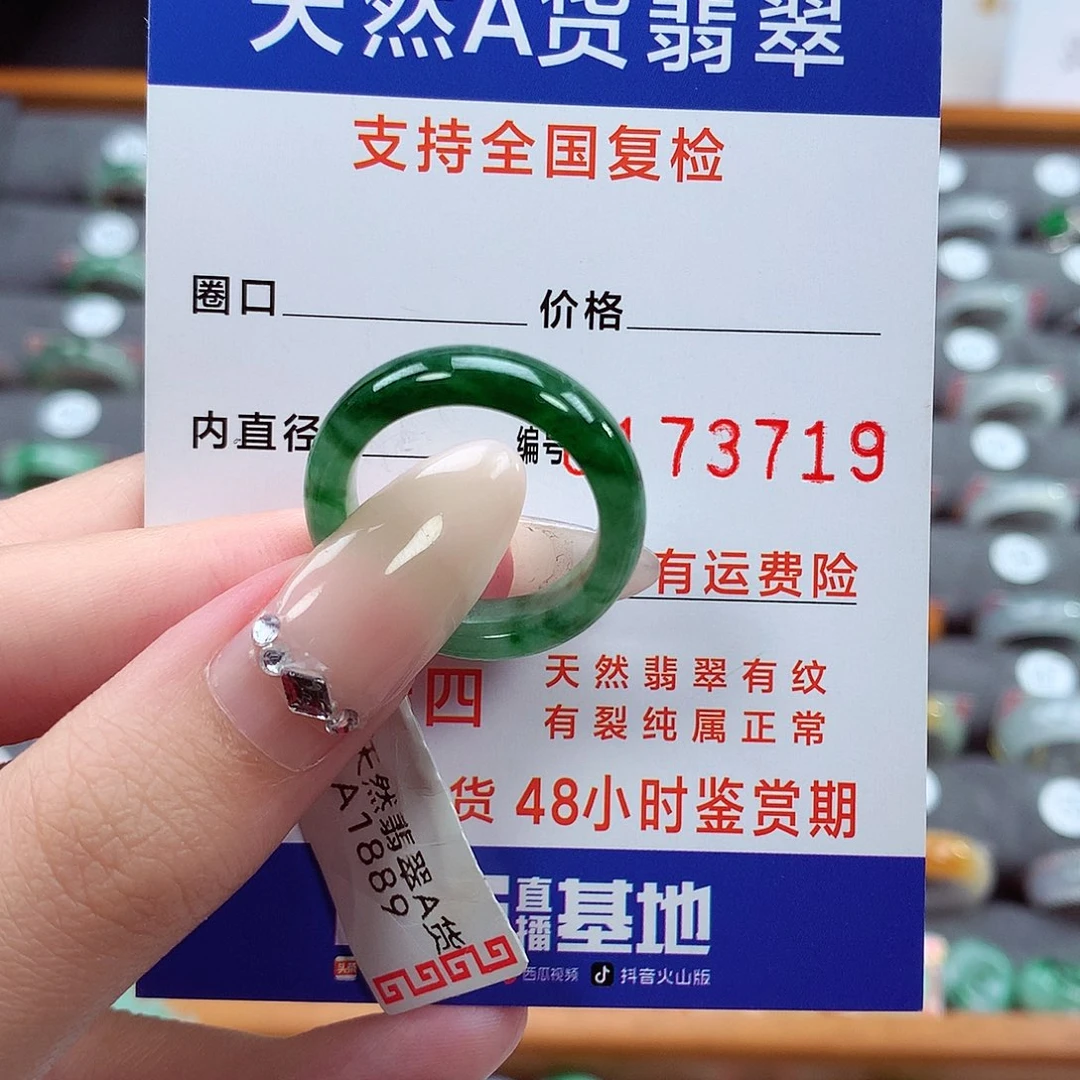 天然A货翡翠
支持全国复检
圈口 价格
内直径 编号 173719
有运费险
四 天然翡翠有纹
有裂纯属正常
货 48小时鉴赏期
直播基地
西瓜视频 抖音火山版
天然翡翠A货
A1889